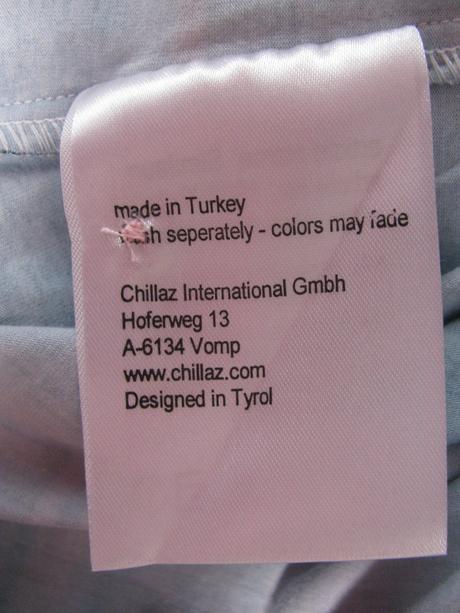 made in Turkey
wash seperately - colors may fade
Chillaz International Gmbh
Hoferweg 13
A-6134 Vomp
www.chillaz.com
Designed in Tyrol